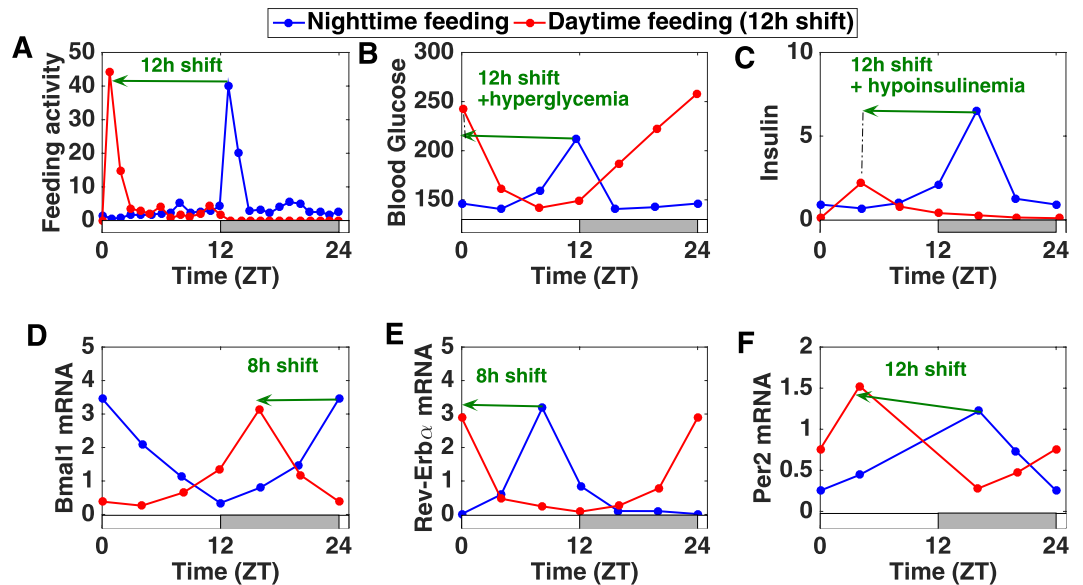 Nighttime feeding Daytime feeding (12h shift)
A
Feeding activity
50
40
30
20
10
0
12h shift
0 12 24
Time (ZT)
B
Blood Glucose
300
250
200
150
12h shift
+hyperglycemia
0 12 24
Time (ZT)
C
Insulin
10
5
0
12h shift
+ hypoinsulinemia
0 12 24
Time (ZT)
D
Bmal1 mRNA
5
4
3
2
1
0
8h shift
0 12 24
Time (ZT)
E
Rev-Erbα mRNA
5
4
3
2
1
0
8h shift
0 12 24
Time (ZT)
F
Per2 mRNA
2
1.5
1
0.5
0
12h shift
0 12 24
Time (ZT)